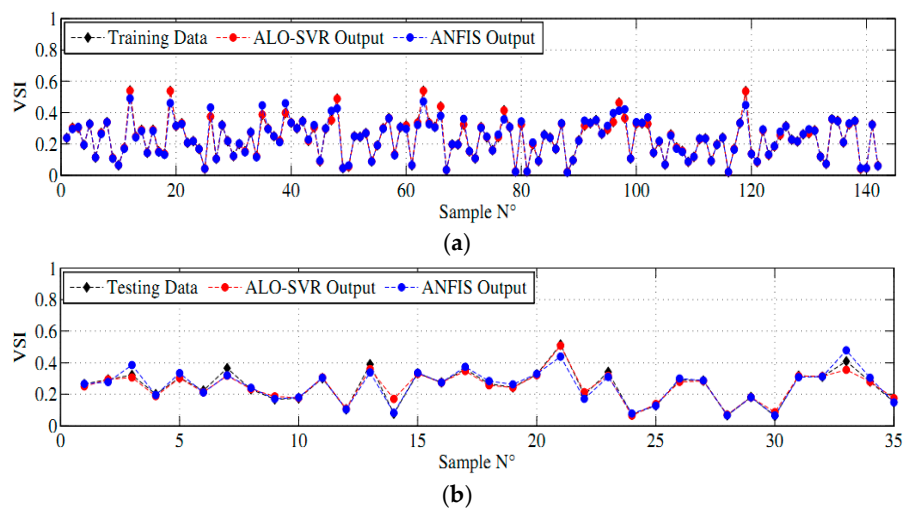 1
0.8
0.6
0.4
0.2
0
VSI
Training Data ALO-SVR Output ANFIS Output
0 20 40 60 80 100 120 140
Sample N°
(a)
1
0.8
0.6
0.4
0.2
0
VSI
Testing Data ALO-SVR Output ANFIS Output
0 5 10 15 20 25 30 35
Sample N°
(b)